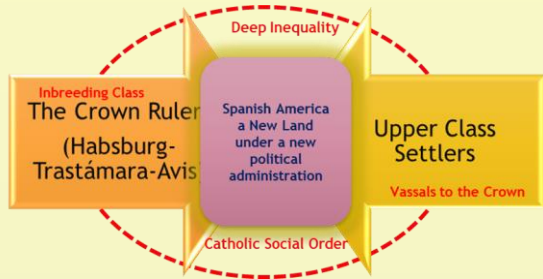 Deep Inequality
Inbreeding Class
The Crown Ruler
(Habsburg-
Trastámara-Avis)
Spanish America
a New Land
under a new
political
administration
Upper Class
Settlers
Vassals to the Crown
Catholic Social Order